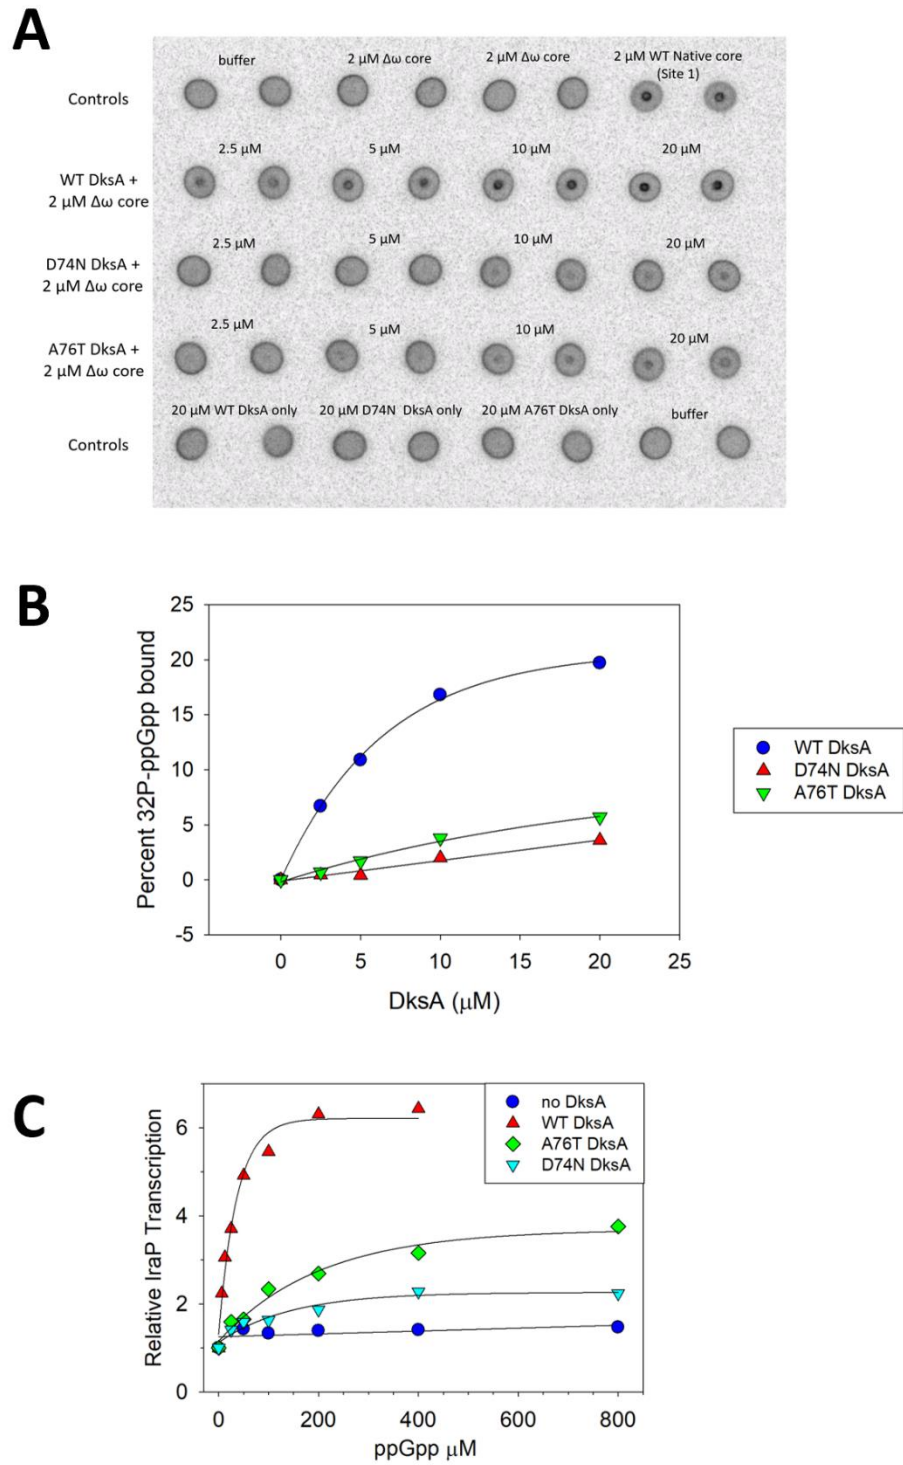 A
buffer
2 μM Δω core
2 μM Δω core
2 μM WT Native core
(Site 1)
Controls
2.5 μM
5 μM
10 μM
20 μM
WT DksA +
2 μM Δω core
2.5 μM
5 μM
10 μM
20 μM
D74N DksA +
2 μM Δω core
2.5 μM
5 μM
10 μM
20 μM
A76T DksA +
2 μM Δω core
20 μM WT DksA only
20 μM D74N DksA only
20 μM A76T DksA only
buffer
Controls
B
Percent 32P-ppGpp bound
25
20
15
10
5
0
-5
0
5
10
15
20
25
DksA (μM)
WT DksA
D74N DksA
A76T DksA
C
Relative IraP Transcription
6
4
2
0
0
200
400
600
800
ppGpp μM
no DksA
WT DksA
A76T DksA
D74N DksA